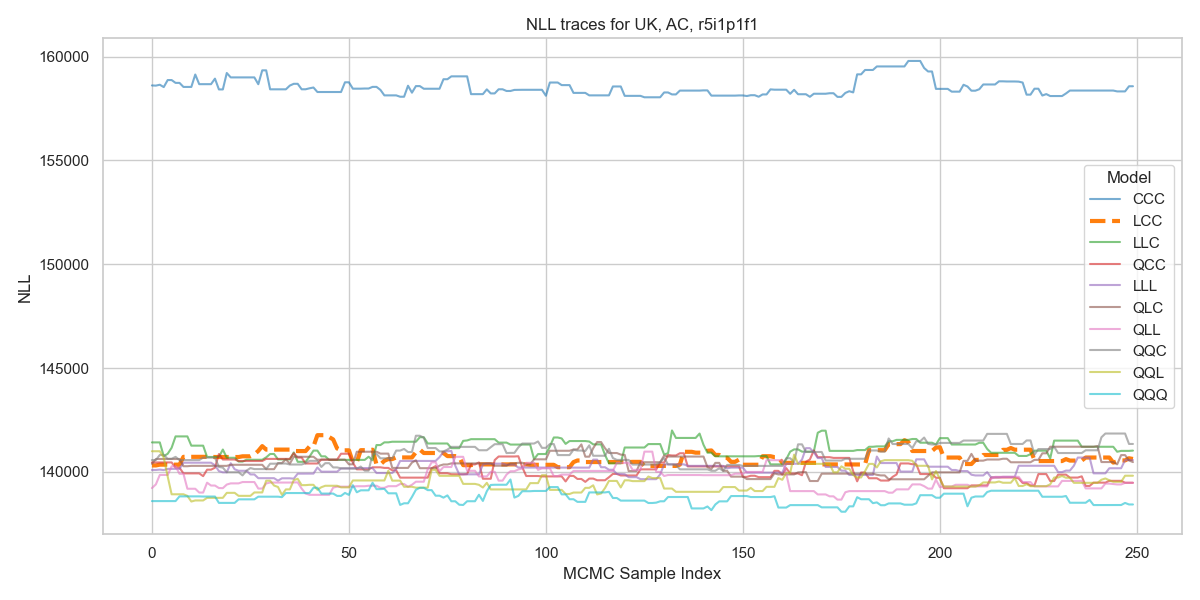 NLL traces for UK, AC, r5i1p1f1
160000
155000
150000
145000
140000
NLL
0
50
100
150
200
250
MCMC Sample Index
Model
CCC
LCC
LLC
QCC
LLL
QLC
QLL
QQC
QQL
QQQ